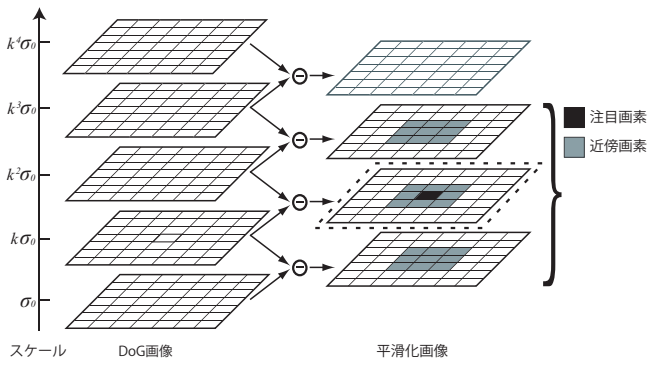 k⁴σ₀
k³σ₀
k²σ₀
kσ₀
σ₀
注目画素
近傍画素
スケール
DoG画像
平滑化画像